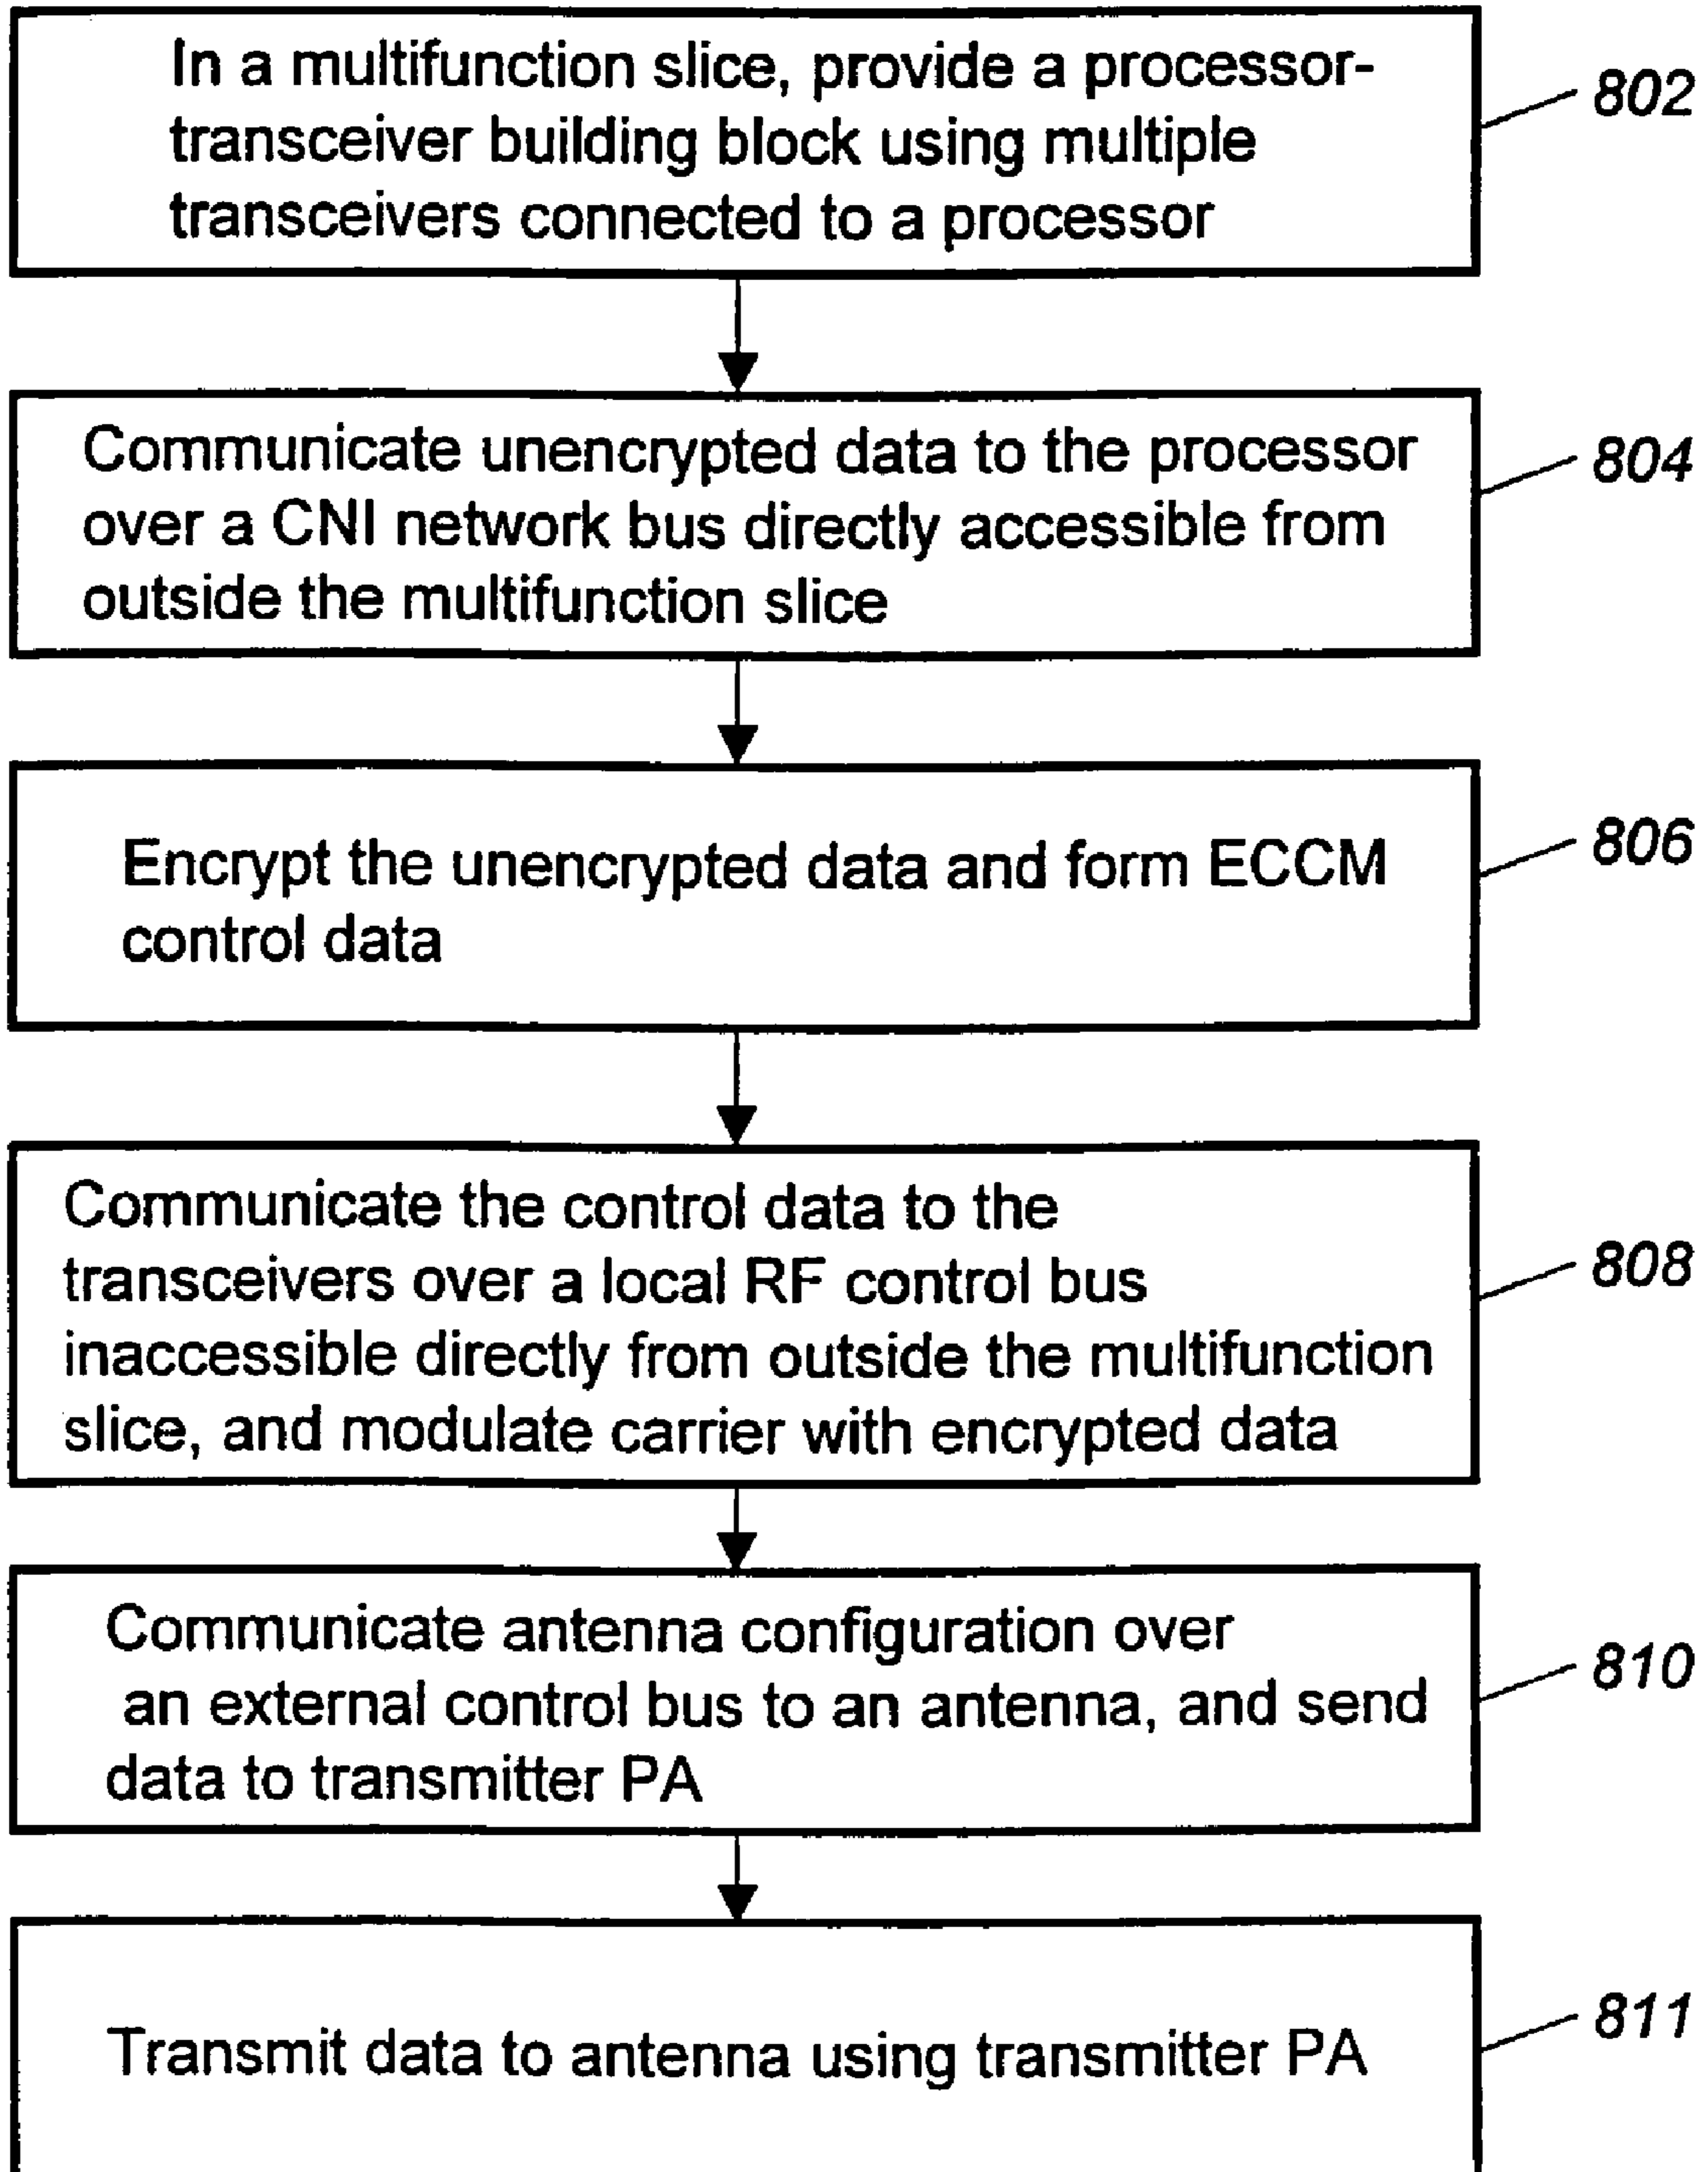 In a multifunction slice, provide a processor-
transceiver building block using multiple
transceivers connected to a processor
802
Communicate unencrypted data to the processor
over a CNI network bus directly accessible from
outside the multifunction slice
804
Encrypt the unencrypted data and form ECCM
control data
806
Communicate the control data to the
transceivers over a local RF control bus
inaccessible directly from outside the multifunction
slice, and modulate carrier with encrypted data
808
Communicate antenna configuration over
an external control bus to an antenna, and send
data to transmitter PA
810
Transmit data to antenna using transmitter PA
811